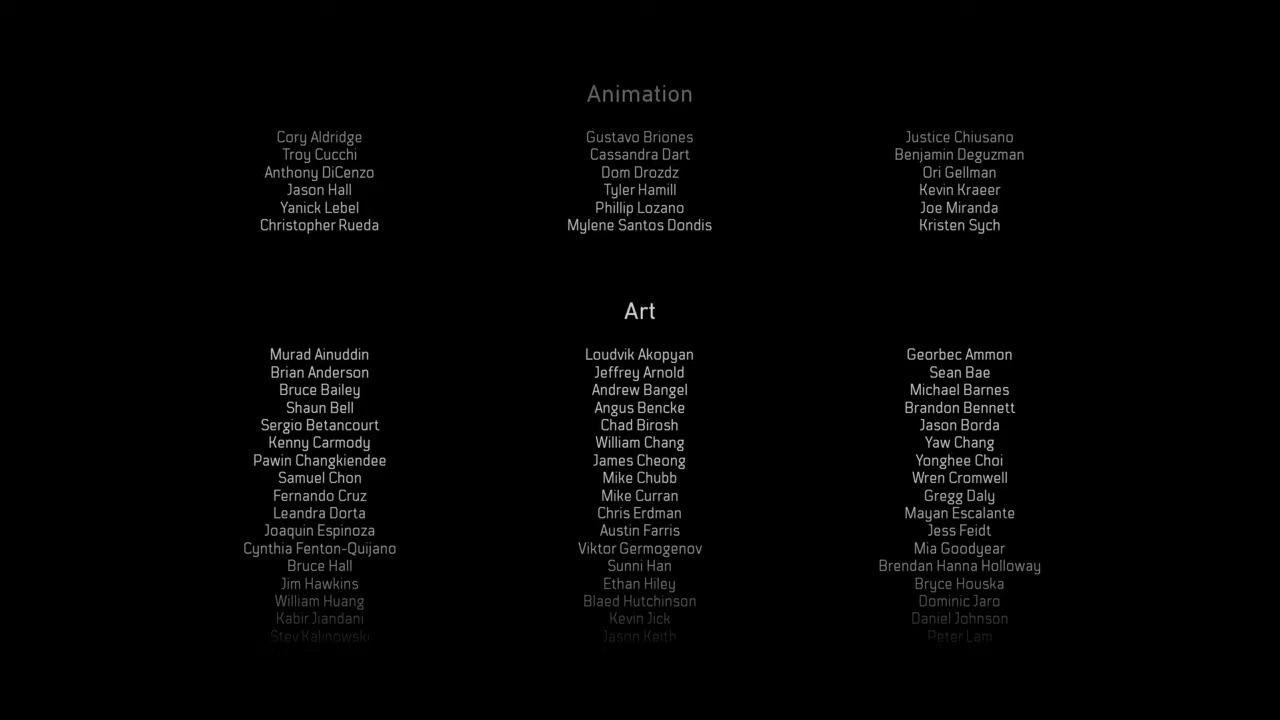 Animation
Cory Aldridge Gustavo Briones Justice Chiusano
Troy Cucchi Cassandra Dart Benjamin Deguzman
Anthony DiCenzo Dom Drozdz Ori Gellman
Jason Hall Tyler Hamill Kevin Kraeer
Yanick Lebel Phillip Lozano Joe Miranda
Christopher Rueda Mylene Santos Dondis Kristen Sych
Art
Murad Ainuddin Loudvik Akopyan Georbec Ammon
Brian Anderson Jeffrey Arnold Sean Bae
Bruce Bailey Andrew Bangel Michael Barnes
Shaun Bell Angus Bencke Brandon Bennett
Sergio Betancourt Chad Birosh Jason Borda
Kenny Carmody William Chang Yaw Chang
Pawin Changkiendee James Cheong Yonghee Choi
Samuel Chon Mike Chubb Wren Cromwell
Fernando Cruz Mike Curran Gregg Daly
Leandra Dorta Chris Erdman Mayan Escalante
Joaquin Espinoza Austin Farris Jess Feidt
Cynthia Fenton-Quijano Viktor Germogenov Mia Goodyear
Bruce Hall Sunni Han Brendan Hanna Holloway
Jim Hawkins Ethan Hiley Bryce Houska
William Huang Blaed Hutchinson Dominic Jaro
Kabir Jiandani Kevin Jick Daniel Johnson
Stev Kalinowski Jason Keith Peter Lam